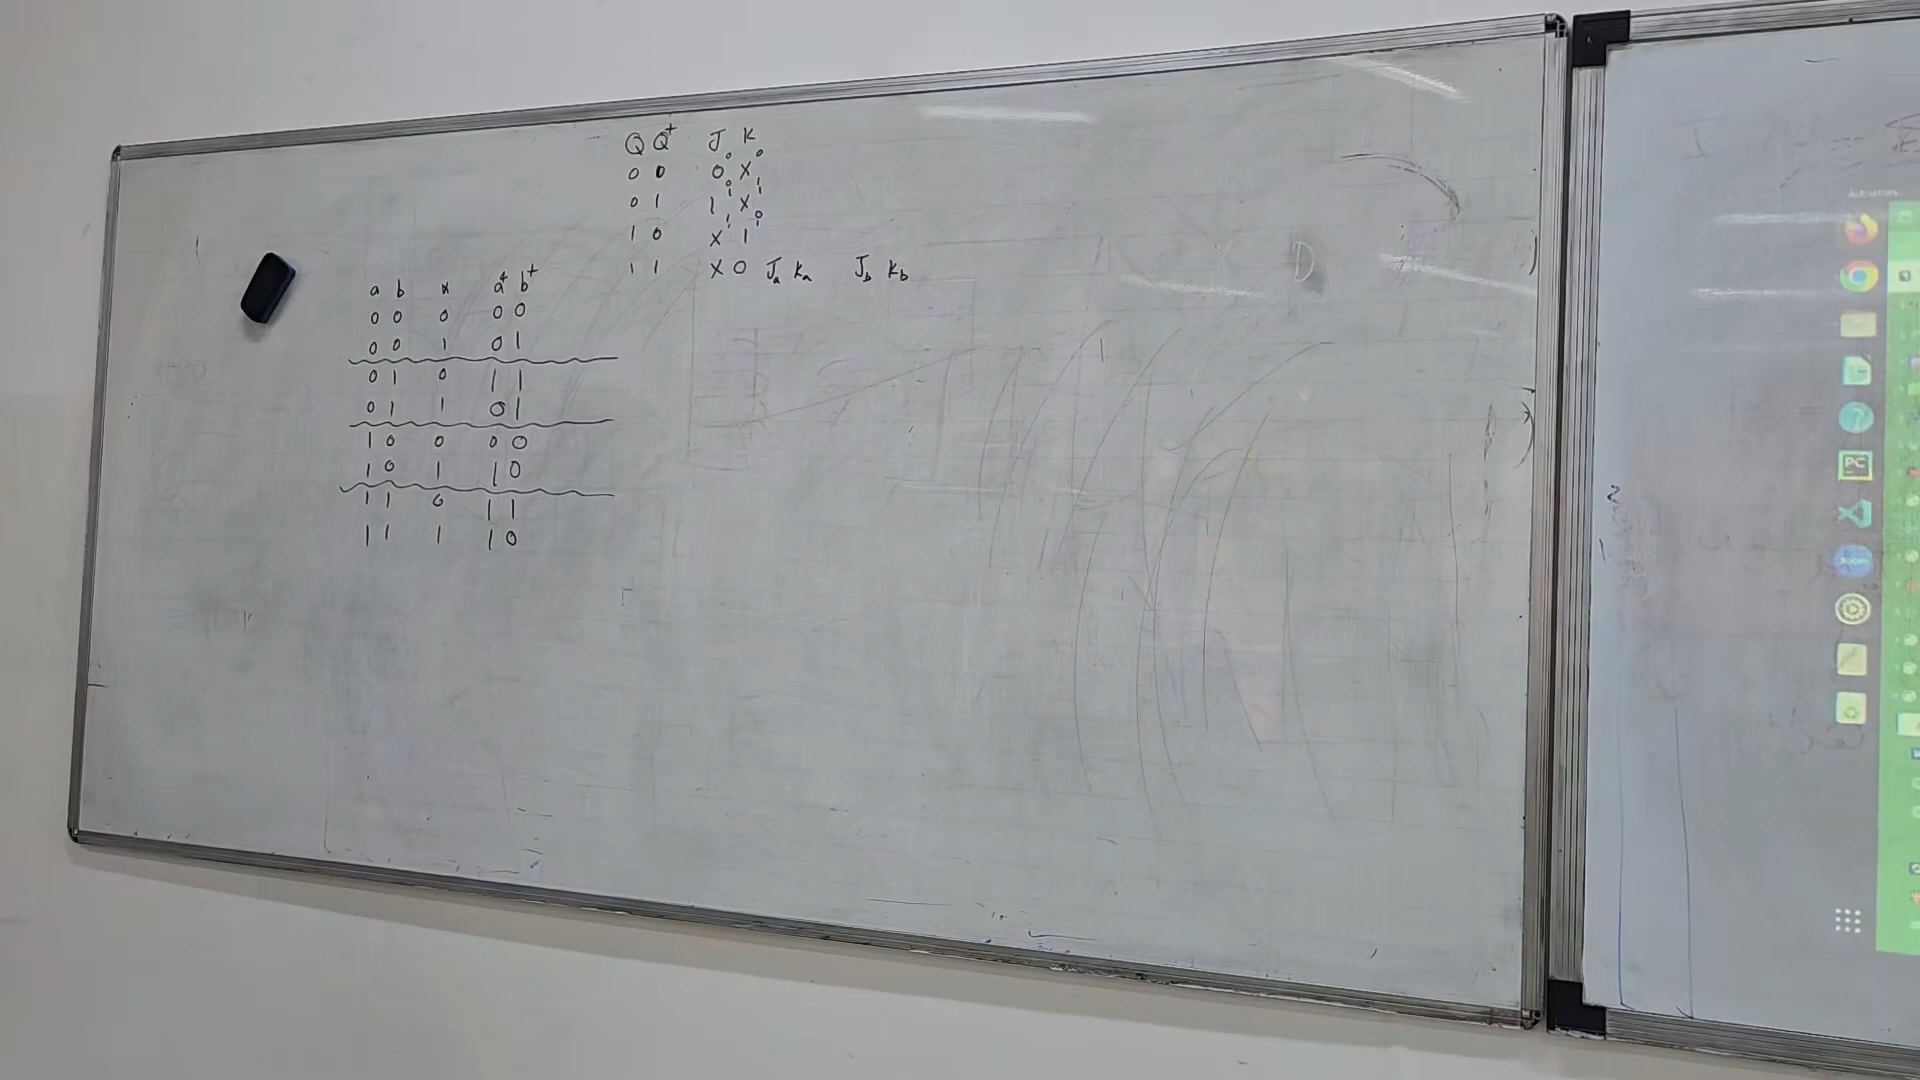 Q Q⁺ J K
0 0 0 X
0 1 1 X
1 0 X 1
1 1 X 0 Jₐ Kₐ J_b K_b
a b x a⁺ b⁺
0 0 0 0 0
0 0 1 0 1
0 1 0 1 1
0 1 1 0 1
1 0 0 0 0
1 0 1 1 0
1 1 0 1 1
1 1 1 1 0
D
PC
zoom